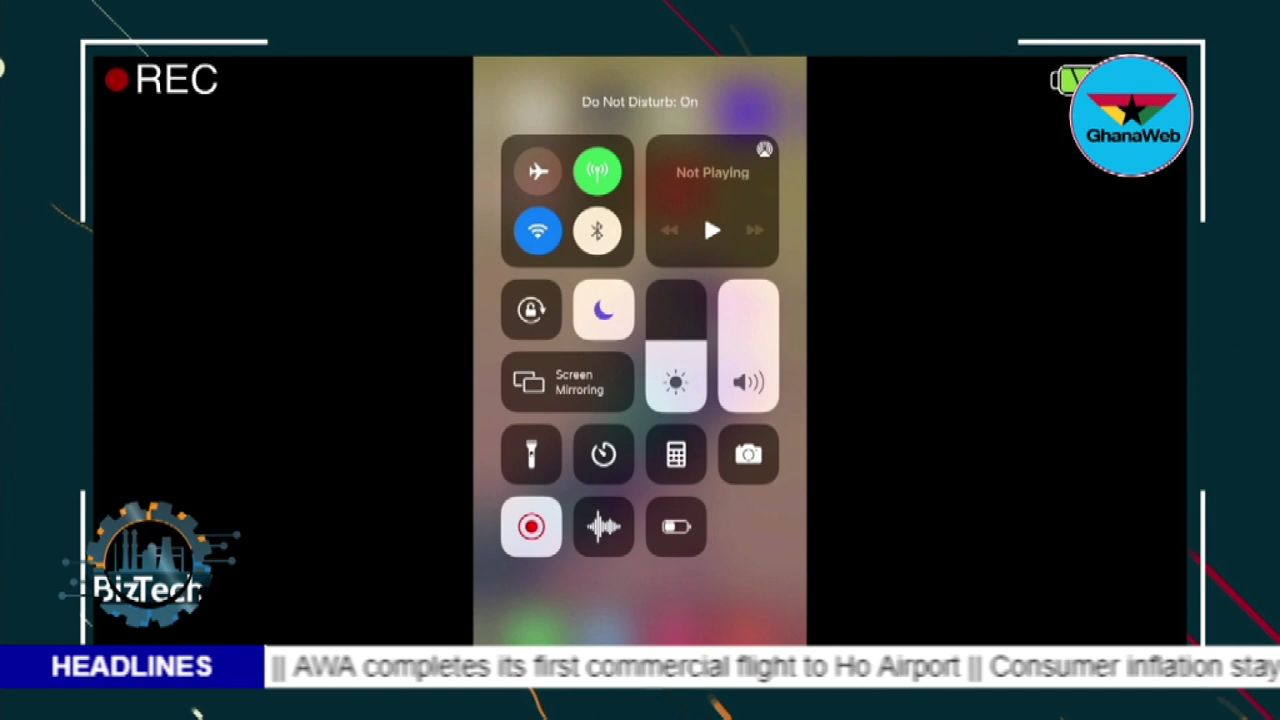 REC
Do Not Disturb: On
Not Playing
Screen
Mirroring
GhanaWeb
BizTech
HEADLINES
|| AWA completes its first commercial flight to Ho Airport || Consumer inflation stay